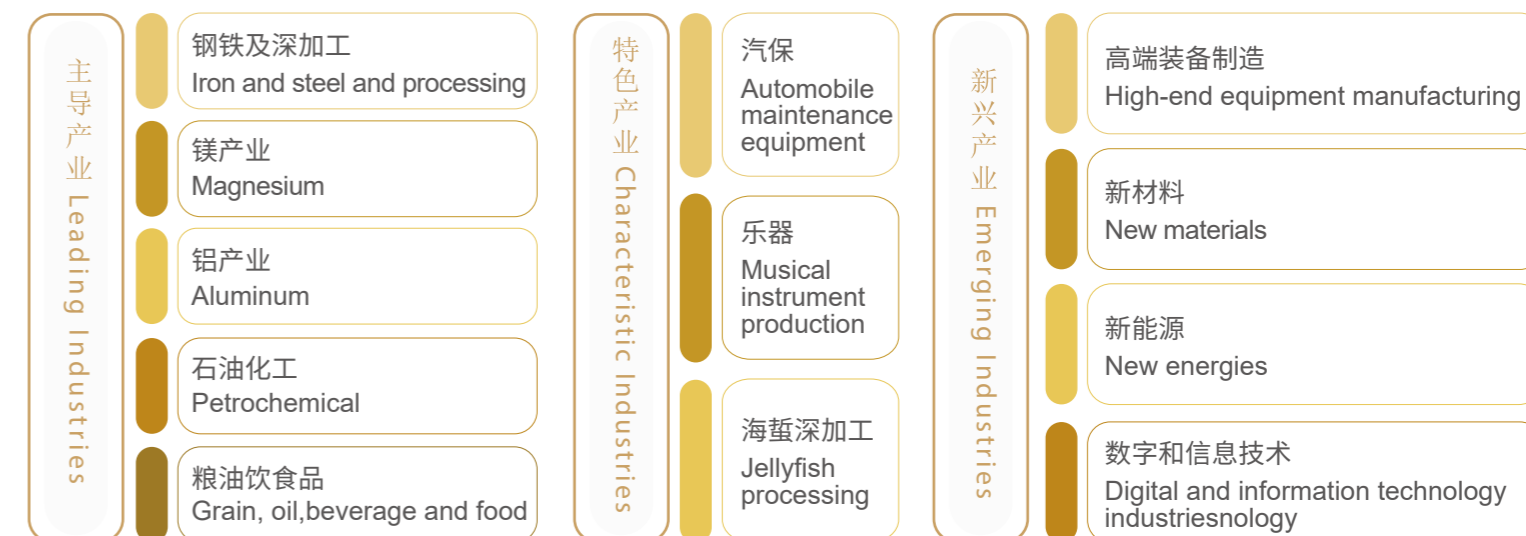 主导产业 Leading Industries
钢铁及深加工
Iron and steel and processing
镁产业
Magnesium
铝产业
Aluminum
石油化工
Petrochemical
粮油饮食品
Grain, oil,beverage and food
特色产业 Characteristic Industries
汽保
Automobile
maintenance
equipment
乐器
Musical
instrument
production
海蜇深加工
Jellyfish
processing
新兴产业 Emerging Industries
高端装备制造
High-end equipment manufacturing
新材料
New materials
新能源
New energies
数字和信息技术
Digital and information technology
industriesnology